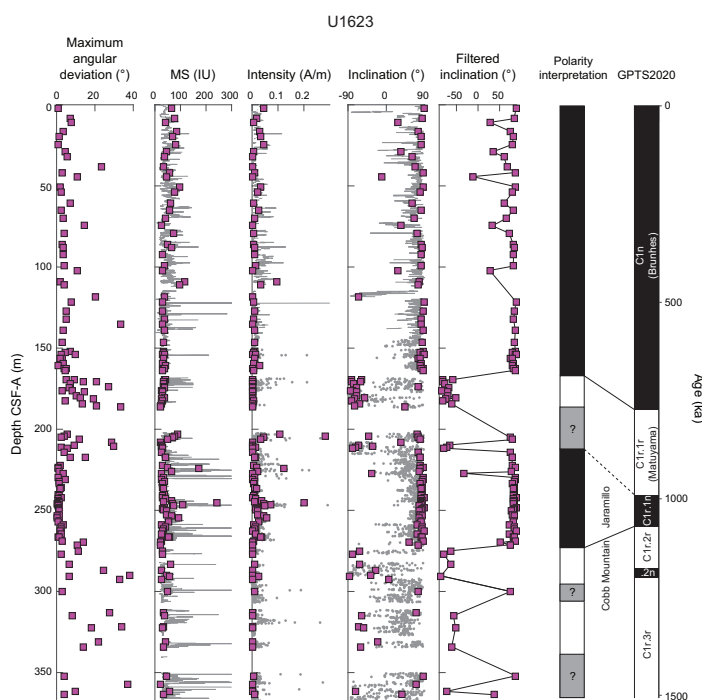 U1623
Maximum
angular
deviation (°)
MS (IU)
Intensity (A/m)
Inclination (°)
Filtered
inclination (°)
Polarity
interpretation
GPTS2020
0 20 40
0 100 300
0 0.1 0.2
-90 0 90
-50 0 50
Depth CSF-A (m)
0
50
100
150
200
250
300
350
?
?
?
Jaramillo
Cobb Mountain
C1n
(Brunhes)
C1r.1r
(Matuyama)
C1r.1n
C1r.2r
.2n
C1r.3r
0
500
1000
1500
Age (ka)